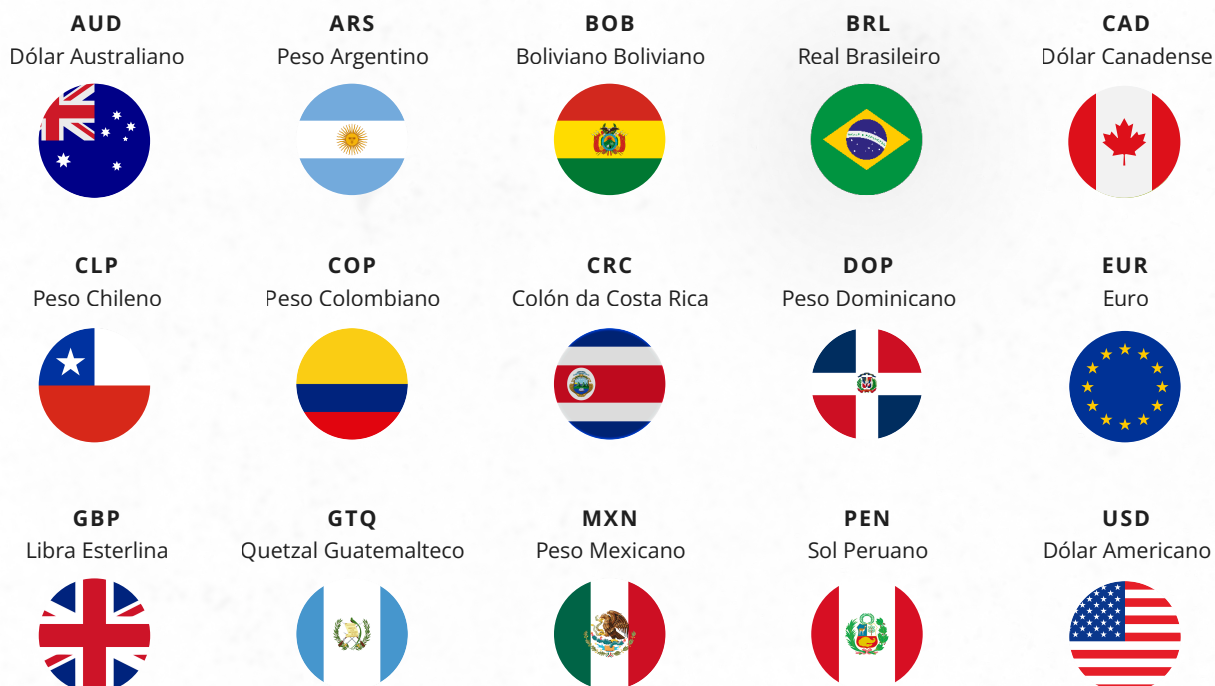 AUD
Dólar Australiano
ARS
Peso Argentino
BOB
Boliviano Boliviano
BRL
Real Brasileiro
CAD
Dólar Canadense
CLP
Peso Chileno
COP
Peso Colombiano
CRC
Colón da Costa Rica
DOP
Peso Dominicano
EUR
Euro
GBP
Libra Esterlina
GTQ
Quetzal Guatemalteco
MXN
Peso Mexicano
PEN
Sol Peruano
USD
Dólar Americano